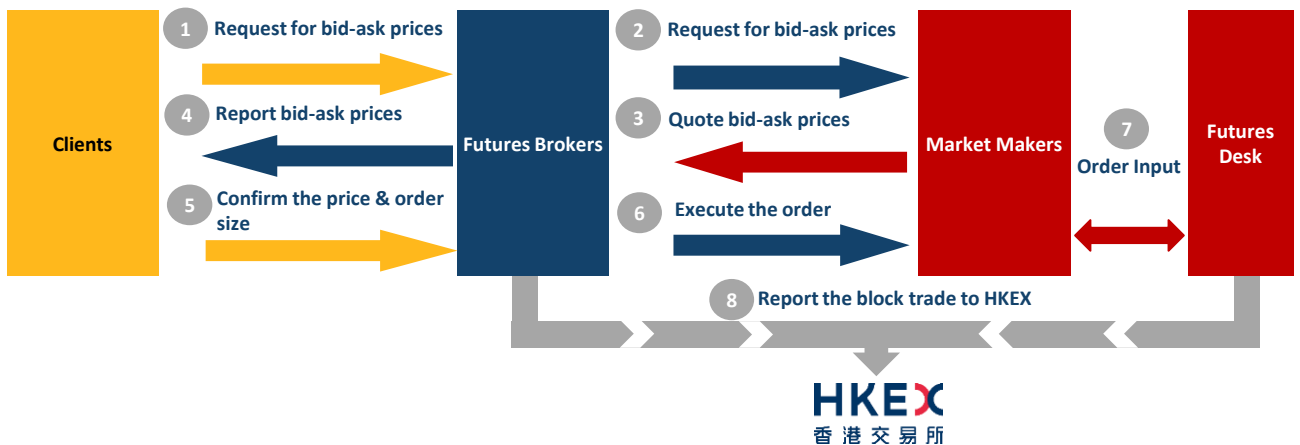 1
Request for bid-ask prices
2
Request for bid-ask prices
4
Report bid-ask prices
3
Quote bid-ask prices
7
Clients
Futures Brokers
Market Makers
Order Input
Futures
Desk
5
Confirm the price & order
size
6
Execute the order
8
Report the block trade to HKEX
HKEX
香港交易所